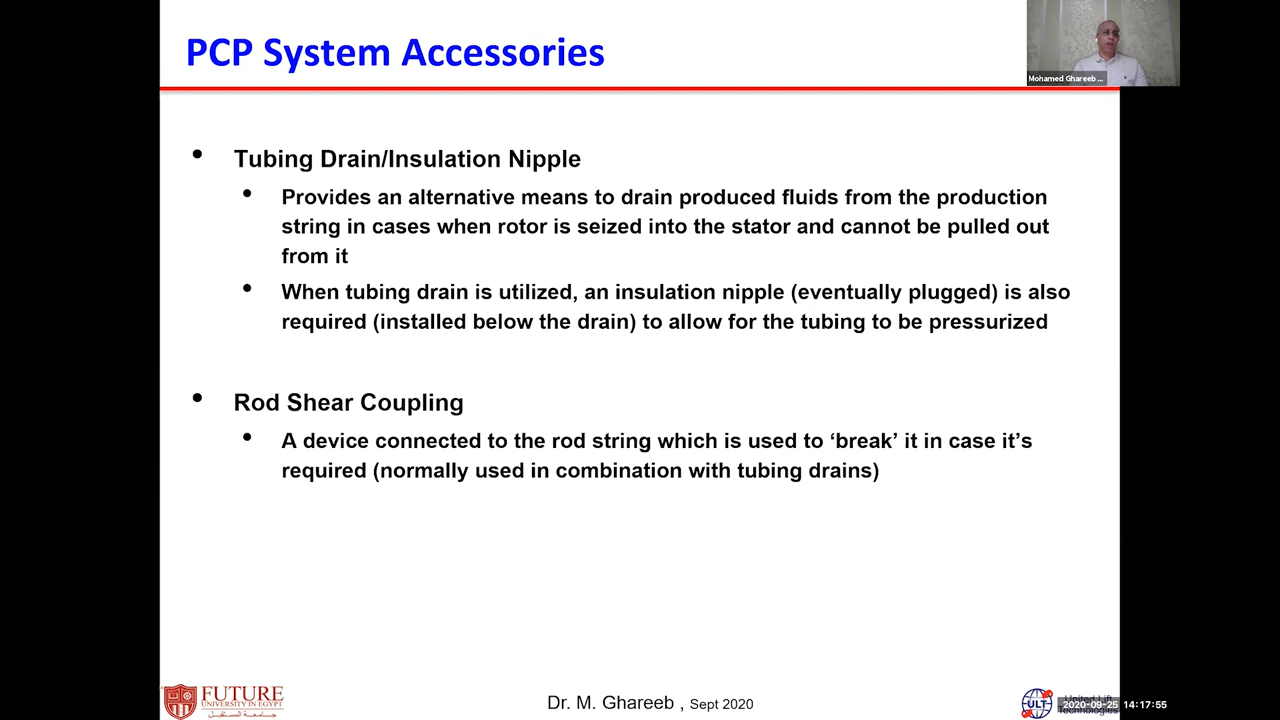 PCP System Accessories
Mohamed Ghareeb ...
• Tubing Drain/Insulation Nipple
• Provides an alternative means to drain produced fluids from the production
string in cases when rotor is seized into the stator and cannot be pulled out
from it
• When tubing drain is utilized, an insulation nipple (eventually plugged) is also
required (installed below the drain) to allow for the tubing to be pressurized
• Rod Shear Coupling
• A device connected to the rod string which is used to ‘break’ it in case it’s
required (normally used in combination with tubing drains)
FUTURE
UNIVERSITY IN EGYPT
جامعة المستقبل
Dr. M. Ghareeb , Sept 2020
ULT
United Lift
Technologies
2020-09-25 14:17:55